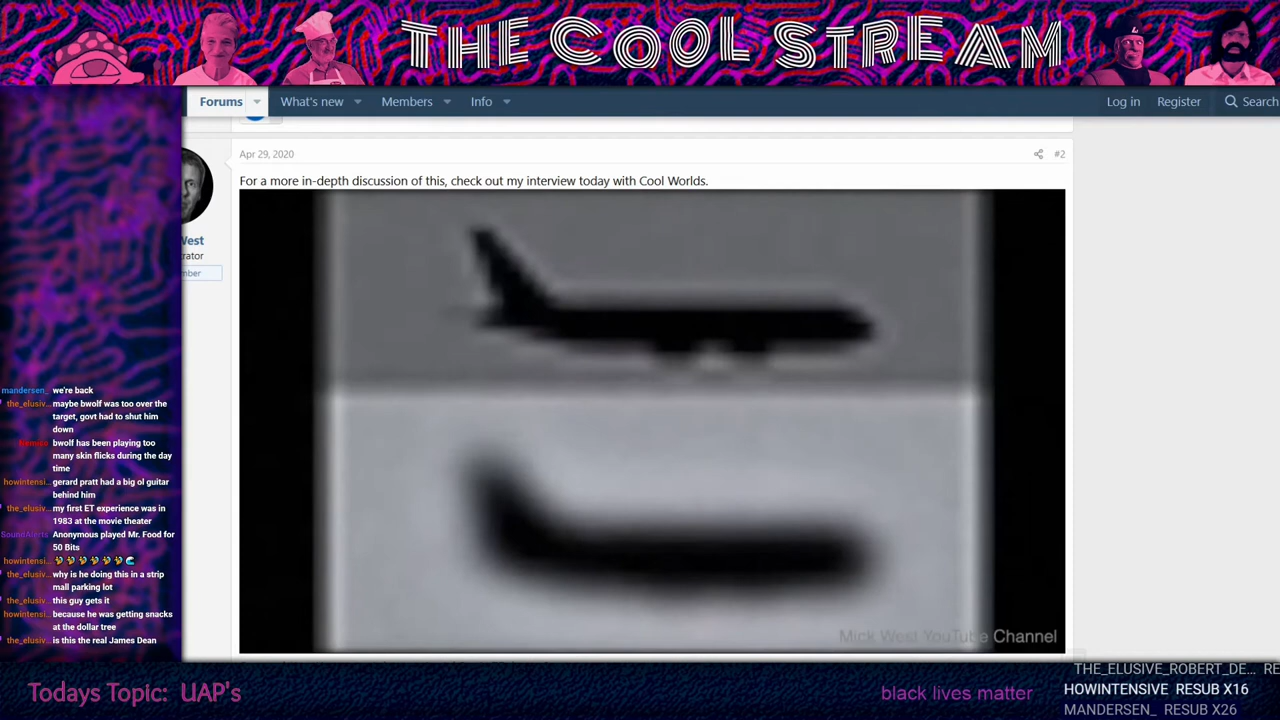 THE COOL STREAM
Forums What's new Members Info Log in Register Search
Apr 29, 2020 #2
For a more in-depth discussion of this, check out my interview today with Cool Worlds.
West
mandersen_ we're back
the_elusiv... maybe bwolf was too over the
target, govt had to shut him
down
bwolf has been playing too
many skin flicks during the day
time
howintensi... gerard pratt had a big ol guitar
behind him
the_elusiv... my first ET experience was in
1983 at the movie theater
SoundAlerts Anonymous played Mr. Food for
50 Bits
howintensi...
the_elusiv... why is he doing this in a strip
mall parking lot
the_elusiv... this guy gets it
howintensi... because he was getting snacks
at the dollar tree
the_elusiv... is this the real James Dean
Mick West YouTube Channel
Todays Topic: UAP's
black lives matter
THE_ELUSIVE_ROBERT_DE... RE
HOWINTENSIVE RESUB X16
MANDERSEN_ RESUB X26